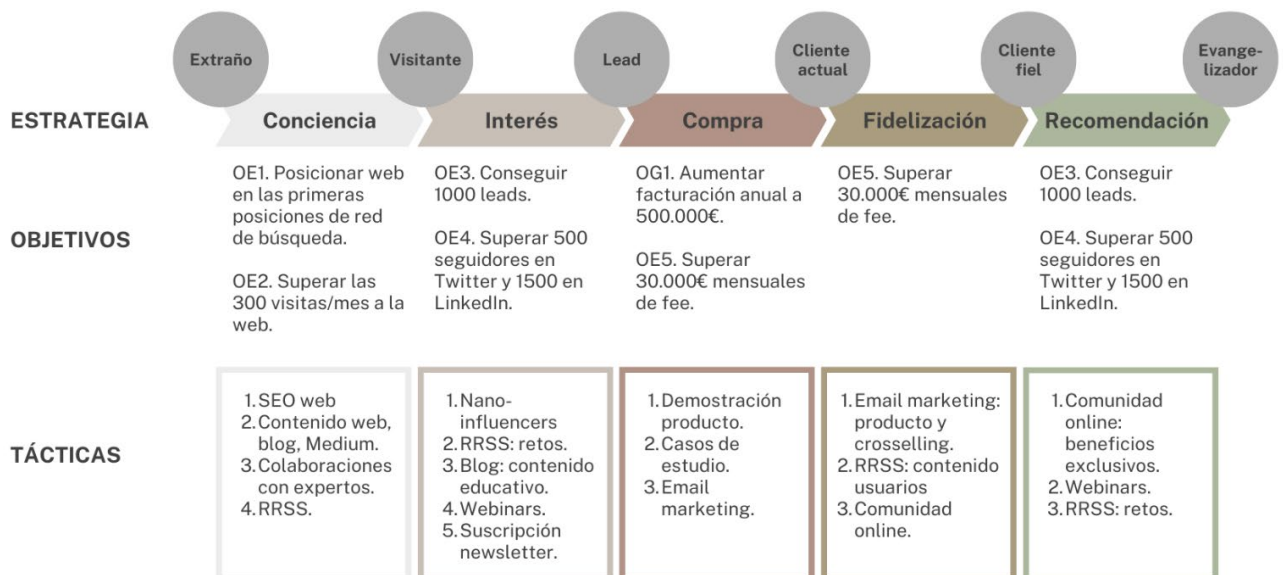 Extraño
Visitante
Lead
Cliente
actual
Cliente
fiel
Evange-
lizador
ESTRATEGIA
Conciencia
Interés
Compra
Fidelización
Recomendación
OBJETIVOS
OE1. Posicionar web
en las primeras
posiciones de red
de búsqueda.
OE2. Superar las
300 visitas/mes a la
web.
OE3. Conseguir
1000 leads.
OE4. Superar 500
seguidores en
Twitter y 1500 en
LinkedIn.
OG1. Aumentar
facturación anual a
500.000€.
OE5. Superar
30.000€ mensuales
de fee.
OE5. Superar
30.000€ mensuales
de fee.
OE3. Conseguir
1000 leads.
OE4. Superar 500
seguidores en
Twitter y 1500 en
LinkedIn.
TÁCTICAS
1. SEO web
2. Contenido web,
blog, Medium.
3. Colaboraciones
con expertos.
4. RRSS.
1. Nano-
influencers
2. RRSS: retos.
3. Blog: contenido
educativo.
4. Webinars.
5. Suscripción
newsletter.
1. Demostración
producto.
2. Casos de
estudio.
3. Email
marketing.
1. Email marketing:
producto y
crosselling.
2. RRSS: contenido
usuarios
3. Comunidad
online.
1. Comunidad
online:
beneficios
exclusivos.
2. Webinars.
3. RRSS: retos.